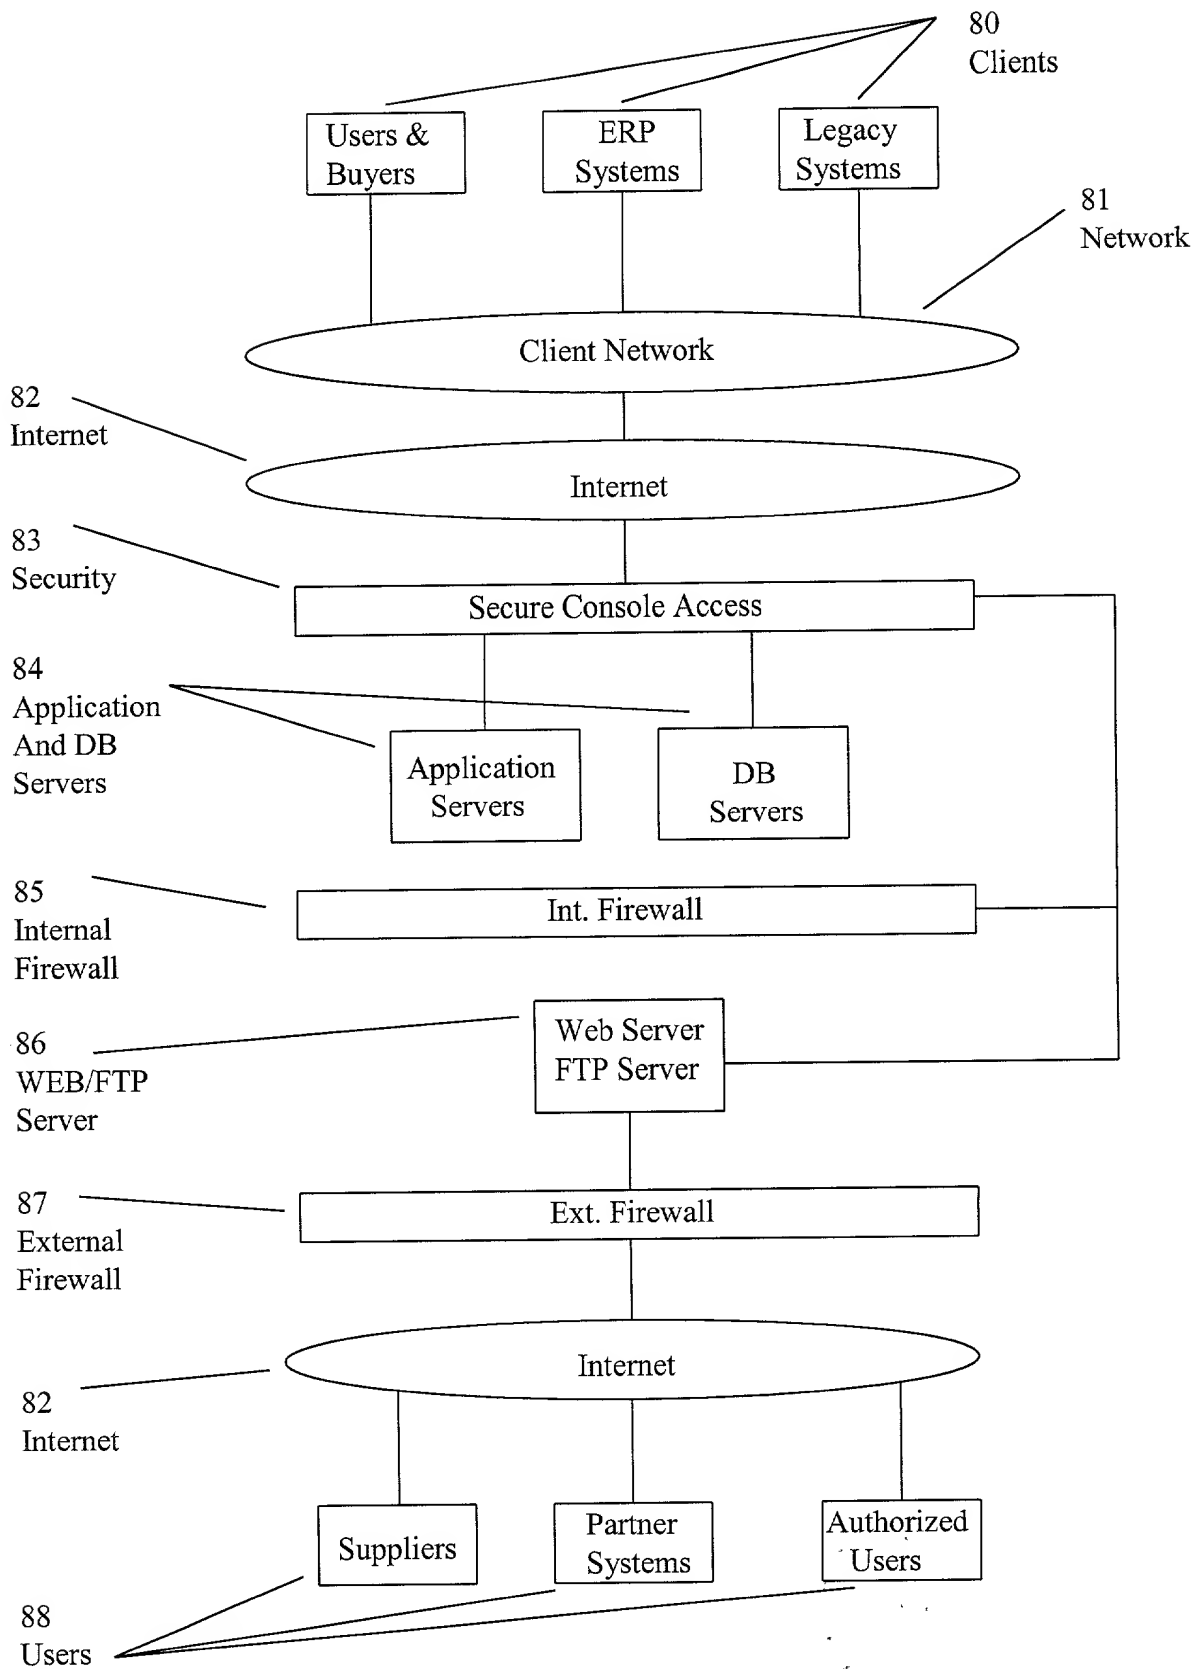 80
Clients
Users &
Buyers
ERP
Systems
Legacy
Systems
81
Network
Client Network
82
Internet
Internet
83
Security
Secure Console Access
84
Application
And DB
Servers
Application
Servers
DB
Servers
85
Internal
Firewall
Int. Firewall
86
WEB/FTP
Server
Web Server
FTP Server
87
External
Firewall
Ext. Firewall
Internet
82
Internet
Suppliers
Partner
Systems
Authorized
Users
88
Users